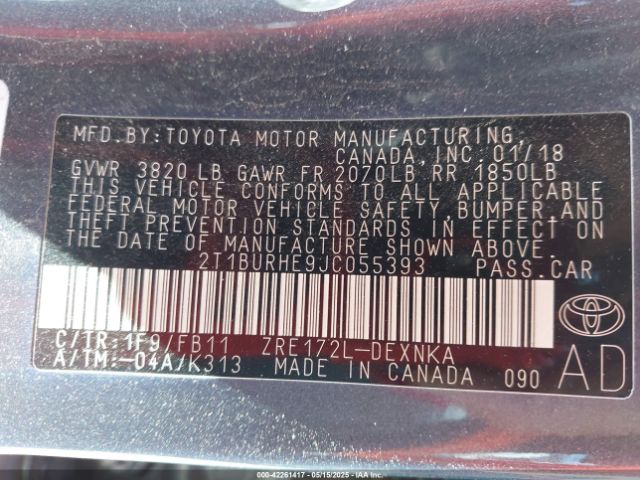 MFD. BY: TOYOTA MOTOR MANUFACTURING,
CANADA, INC. 01/18
GVWR 3820 LB GAWR FR 2070LB RR 1850LB
THIS VEHICLE CONFORMS TO ALL APPLICABLE
FEDERAL MOTOR VEHICLE SAFETY, BUMPER, AND
THEFT PREVENTION STANDARDS IN EFFECT ON
THE DATE OF MANUFACTURE SHOWN ABOVE.
2T1BURHE9JC055393 PASS. CAR
C/TR: 1F9/FB11 ZRE172L-DEXNKA
A/TM: -04A/K313 MADE IN CANADA 090
AD
000-42261417 - 05/15/2025 - IAAI